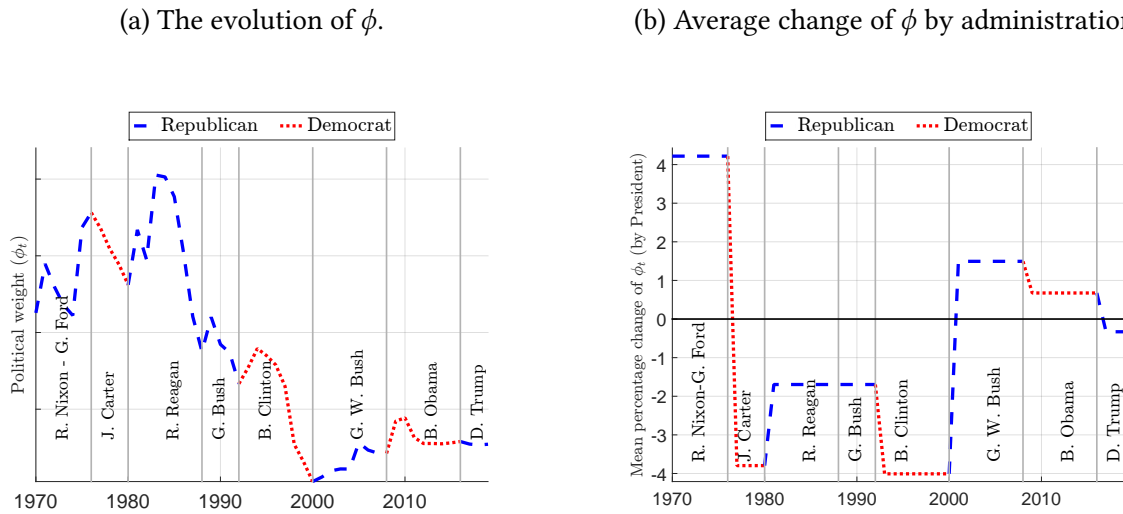 (a) The evolution of ϕ.
(b) Average change of ϕ by administration
Republican Democrat
Political weight (ϕt)
R. Nixon - G. Ford
J. Carter
R. Reagan
G. Bush
B. Clinton
G. W. Bush
B. Obama
D. Trump
1970 1980 1990 2000 2010
Republican Democrat
Mean percentage change of ϕt (by President)
4
3
2
1
0
-1
-2
-3
-4
R. Nixon-G. Ford
J. Carter
R. Reagan
G. Bush
B. Clinton
G. W. Bush
B. Obama
D. Trump
1970 1980 1990 2000 2010